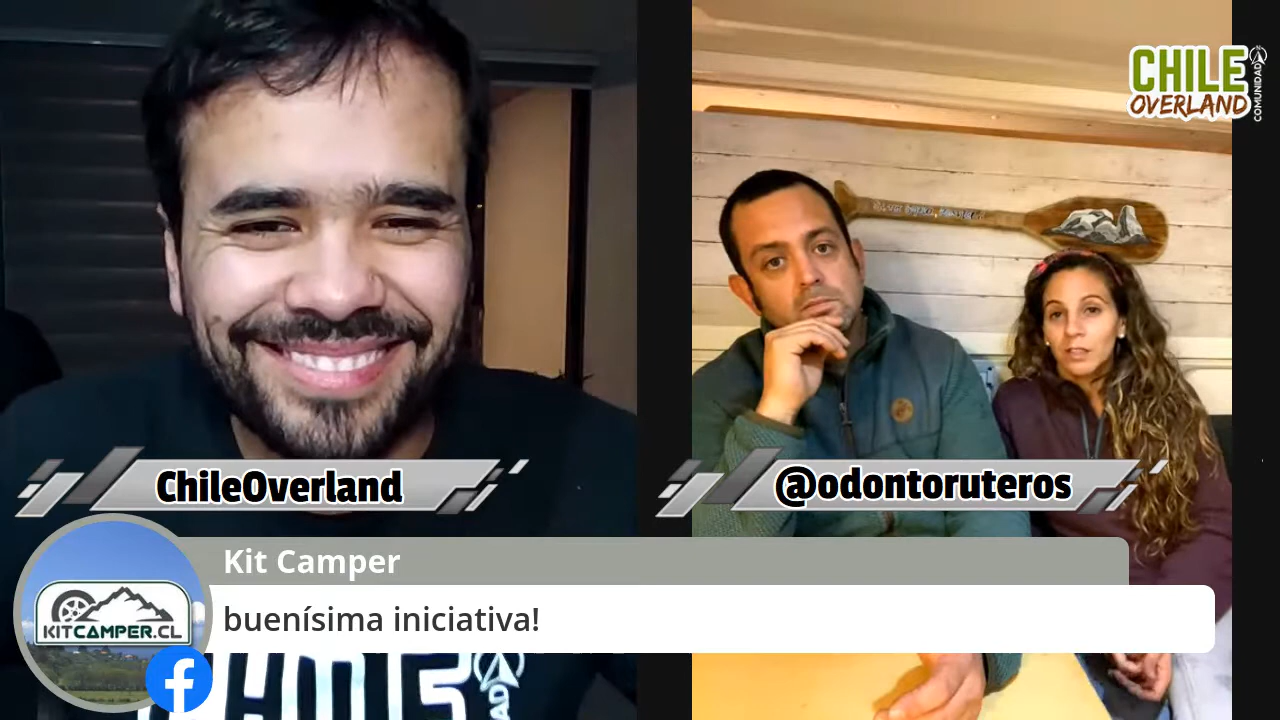 CHILE
OVERLAND
COMUNIDAD
ChileOverland
@odontoruteros
Kit Camper
buenísima iniciativa!
KITCAMPER.CL